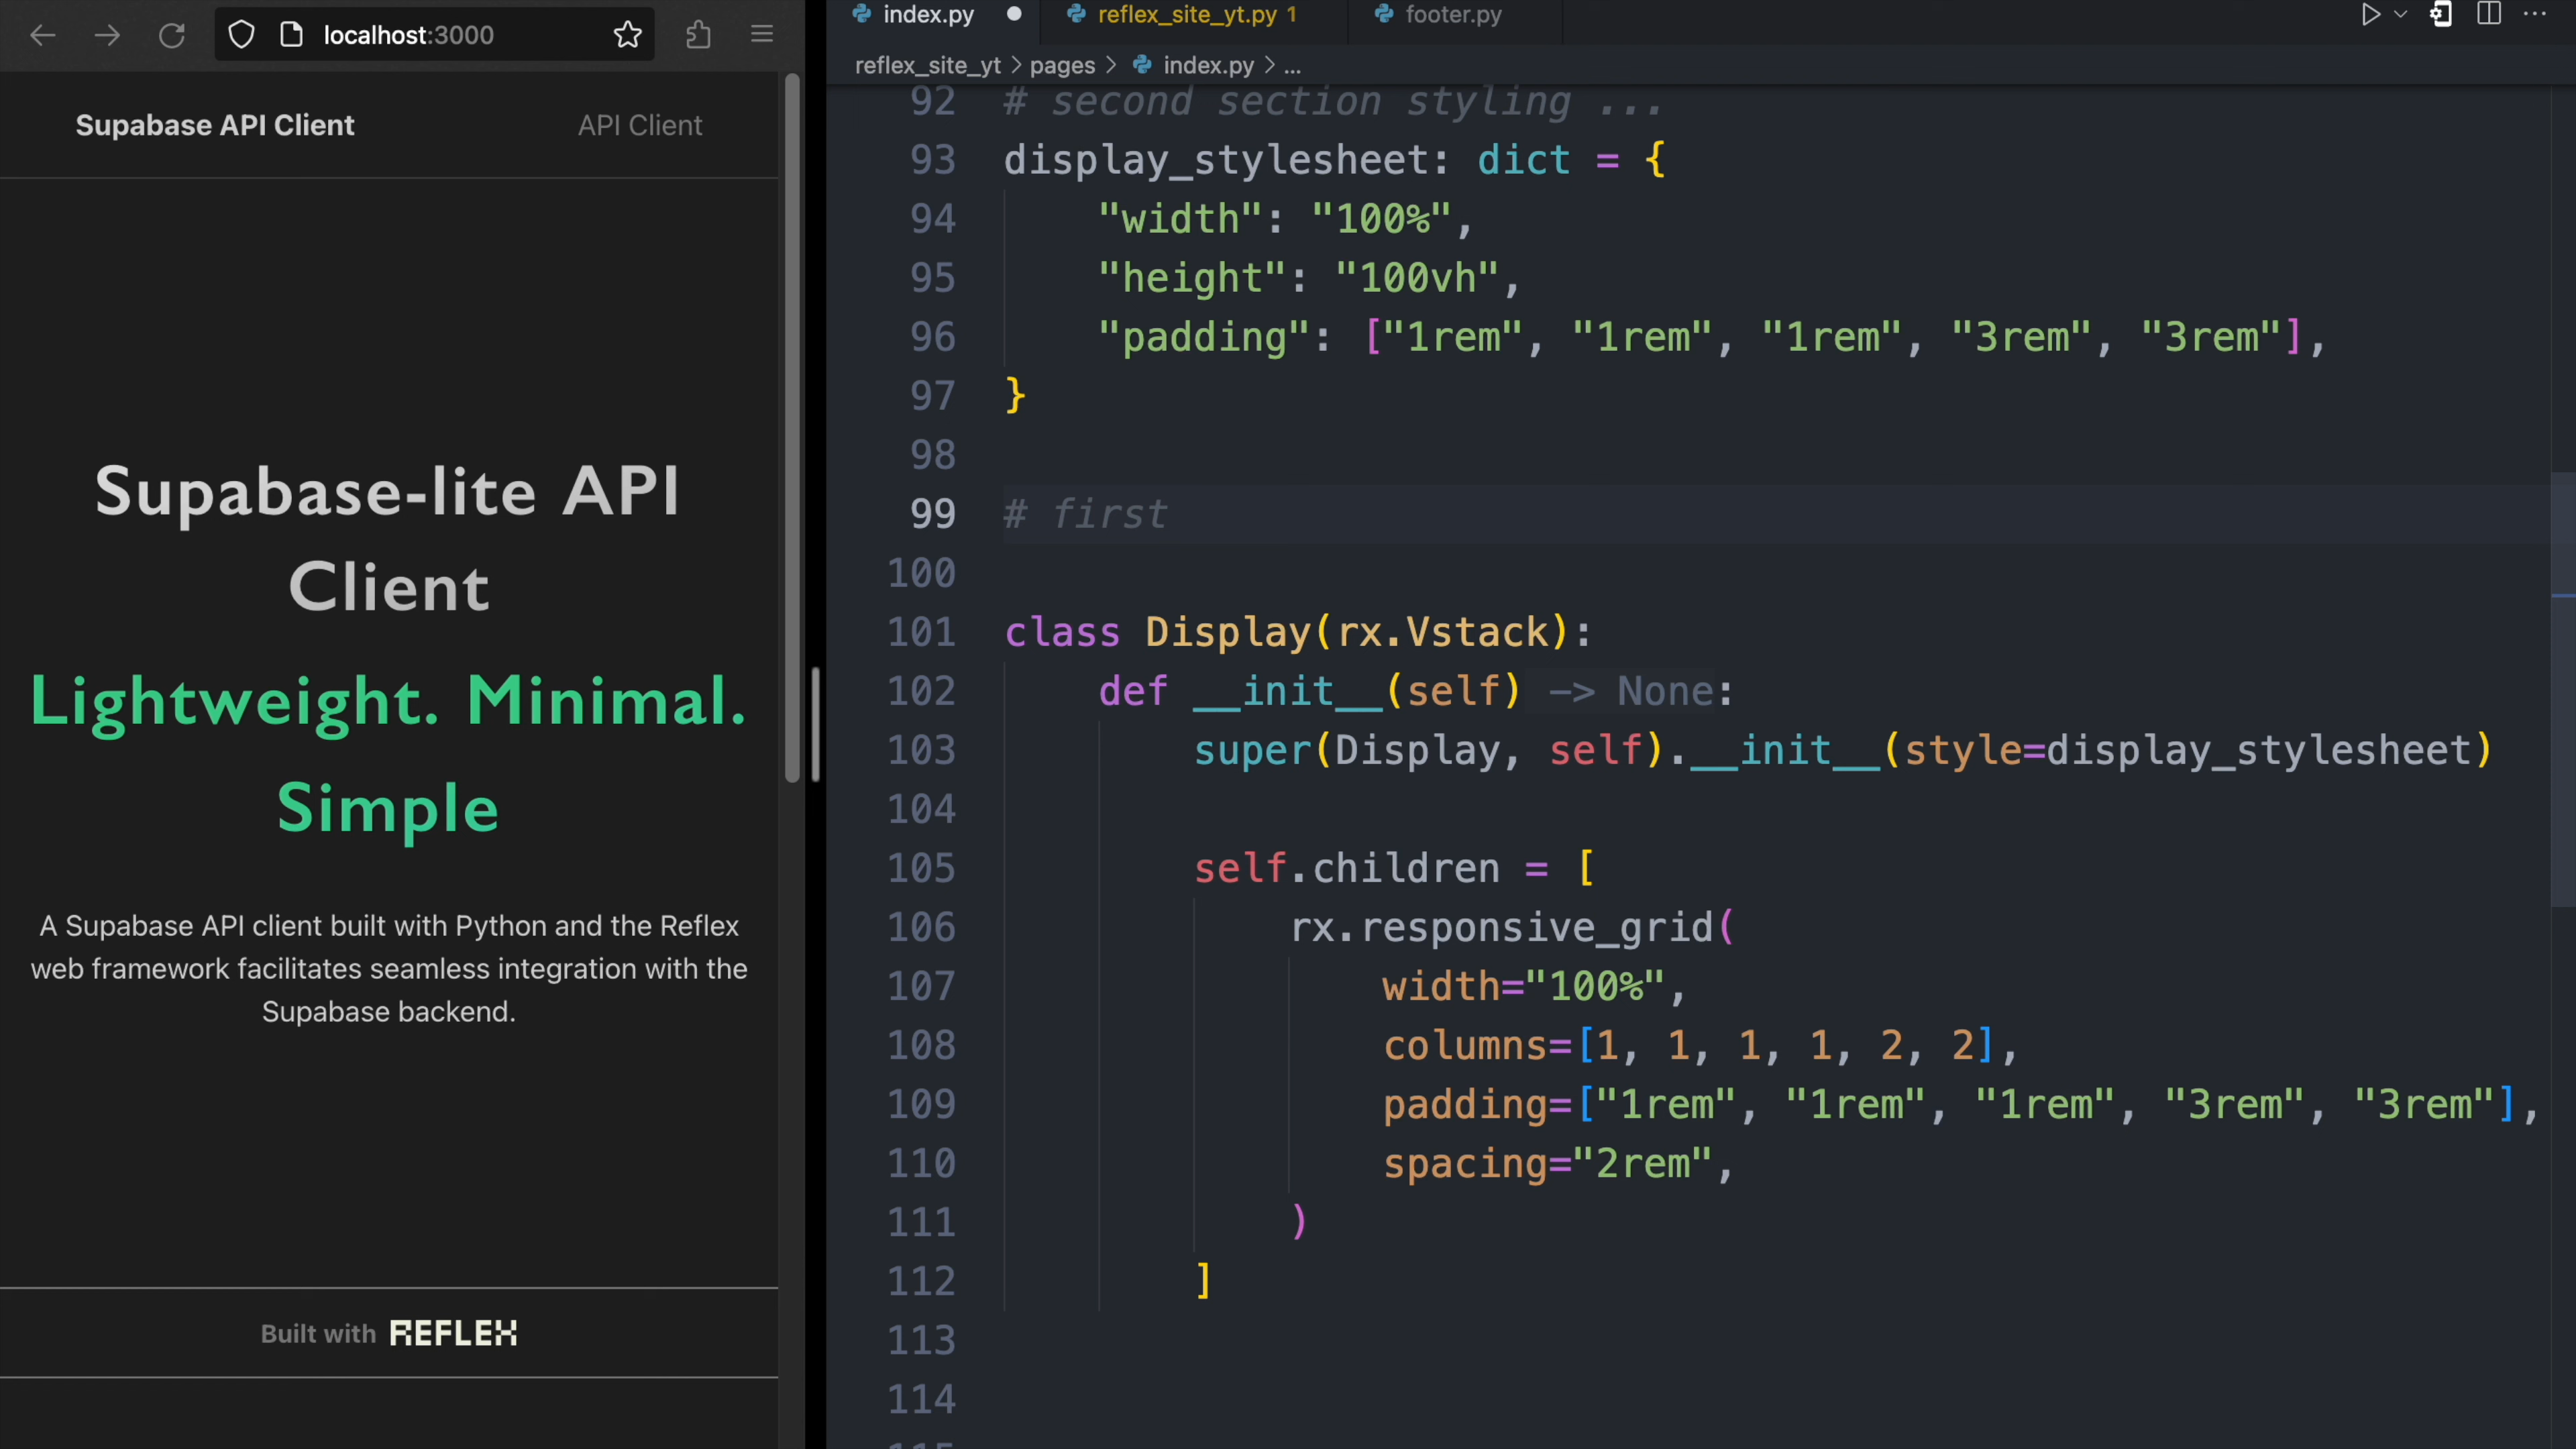 localhost:3000
Supabase API Client
API Client
Supabase-lite API
Client
Lightweight. Minimal.
Simple
A Supabase API client built with Python and the Reflex
web framework facilitates seamless integration with the
Supabase backend.
Built with REFLEX
index.py
reflex_site_yt.py 1
footer.py
reflex_site_yt > pages > index.py > ...
92 # second section styling ...
93 display_stylesheet: dict = {
94 "width": "100%",
95 "height": "100vh",
96 "padding": ["1rem", "1rem", "1rem", "3rem", "3rem"],
97 }
98
99 # first
100
101 class Display(rx.Vstack):
102 def __init__(self) -> None:
103 super(Display, self).__init__(style=display_stylesheet)
104
105 self.children = [
106 rx.responsive_grid(
107 width="100%",
108 columns=[1, 1, 1, 1, 2, 2],
109 padding=["1rem", "1rem", "1rem", "3rem", "3rem"],
110 spacing="2rem",
111 )
112 ]
113
114